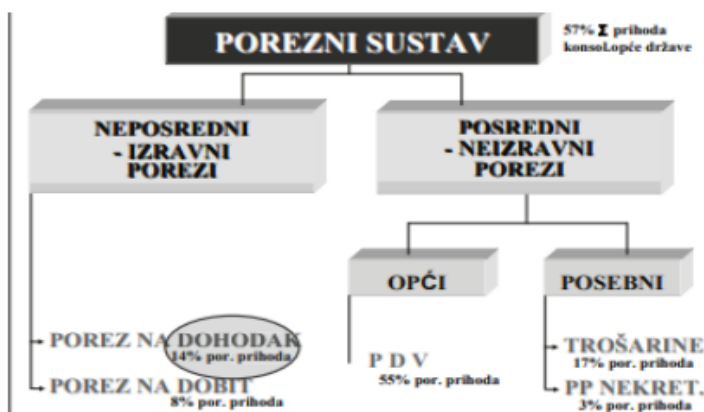 POREZNI SUSTAV
57% Σ prihoda
konsol.opće države
NEPOSREDNI
- IZRAVNI
POREZI
POSREDNI
- NEIZRAVNI
POREZI
OPĆI
POSEBNI
POREZ NA DOHODAK
14% por. prihoda
POREZ NA DOBIT
8% por. prihoda
P D V
55% por. prihoda
TROŠARINE
17% por. prihoda
PP NEKRET.
3% por. prihoda